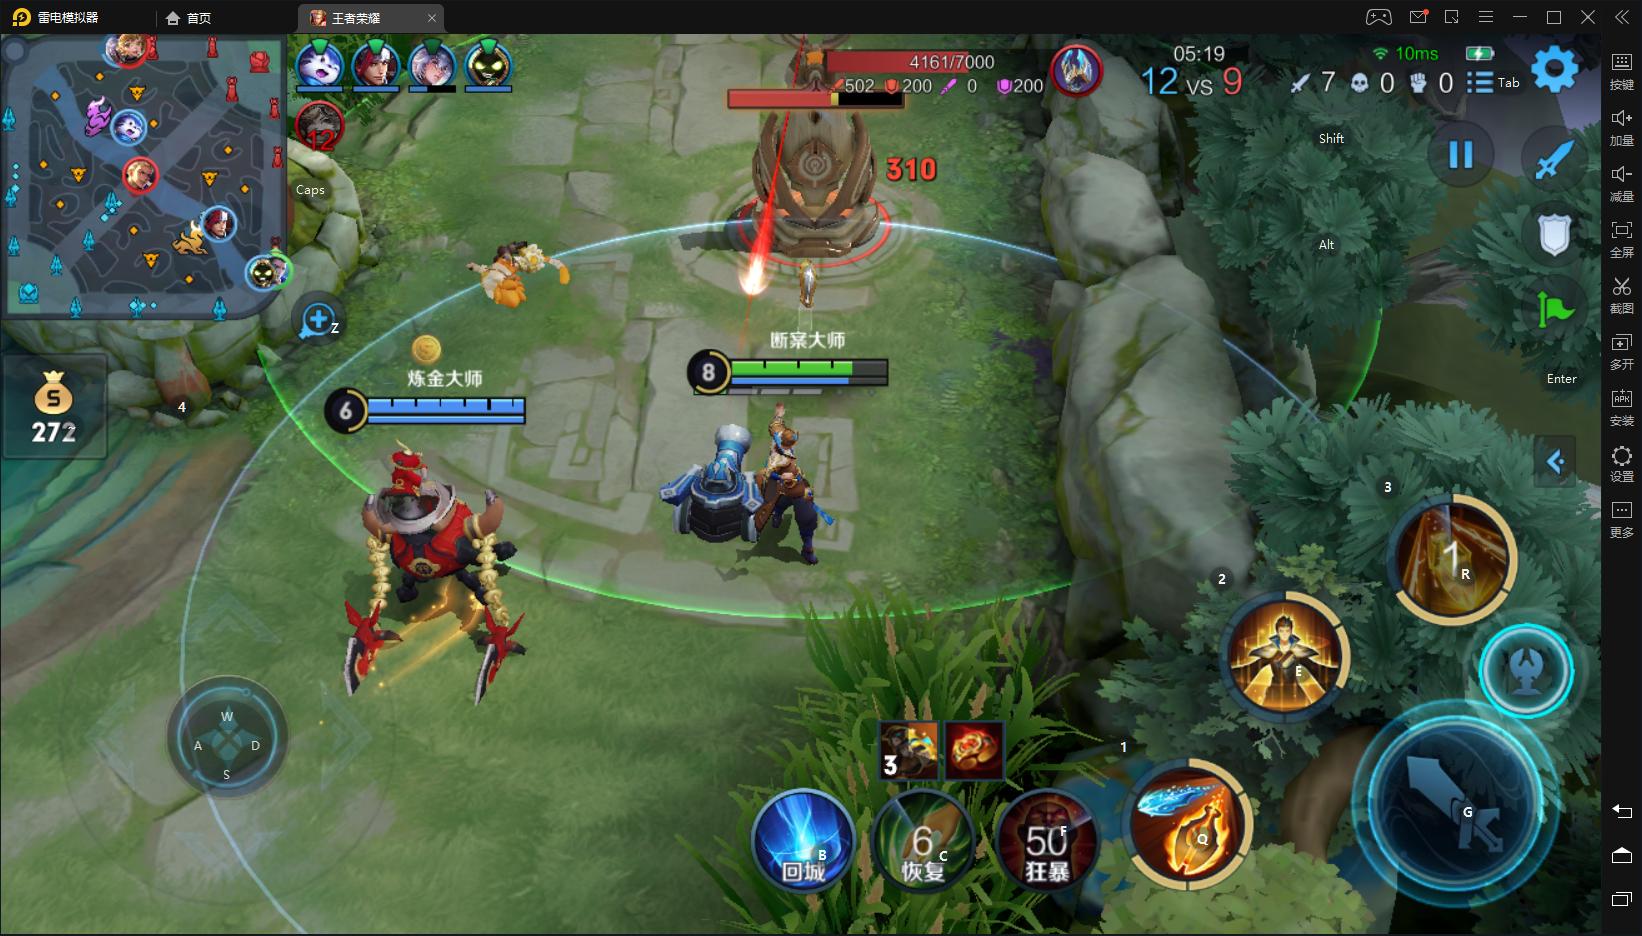 雷电模拟器
首页
王者荣耀
4161/7000
502
200
0
200
05:19
12 VS 9
10ms
7
0
0
Tab
12
Caps
310
Shift
Alt
Enter
Z
断案大师
8
炼金大师
6
272
4
3
1
R
2
E
W
A
D
S
3
1
G
B
回城
6
C
恢复
50
F
狂暴
Q
按键
加量
减量
全屏
截图
多开
APK
安装
设置
更多